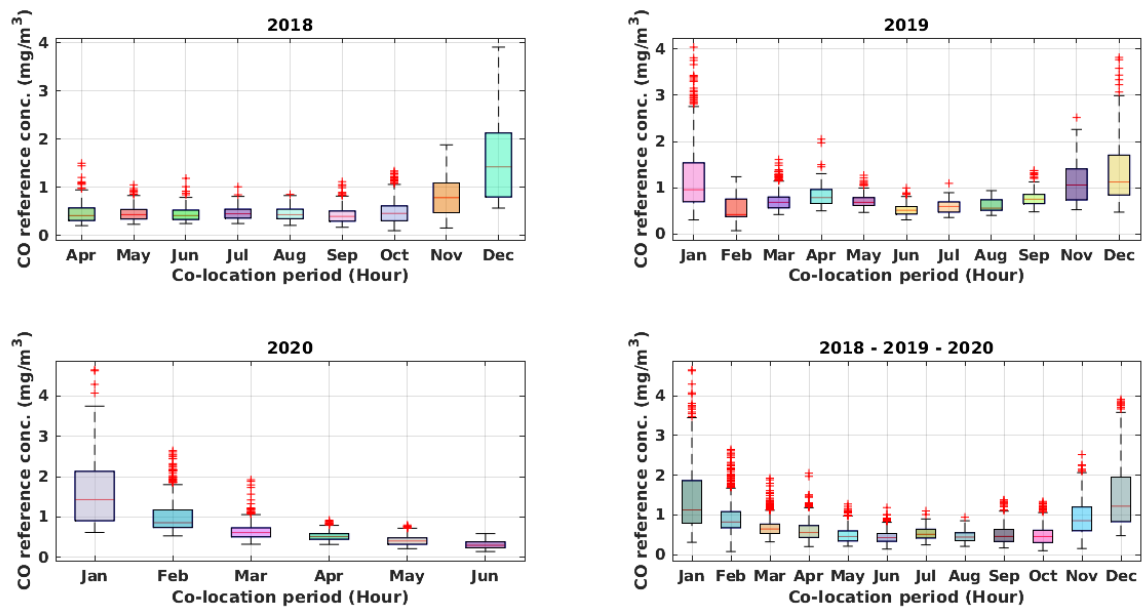 2018
CO reference conc. (mg/m³)
4
3
2
1
0
Apr May Jun Jul Aug Sep Oct Nov Dec
Co-location period (Hour)
2019
CO reference conc. (mg/m³)
4
3
2
1
0
Jan Feb Mar Apr May Jun Jul Aug Sep Nov Dec
Co-location period (Hour)
2020
CO reference conc. (mg/m³)
4
3
2
1
0
Jan Feb Mar Apr May Jun
Co-location period (Hour)
2018 - 2019 - 2020
CO reference conc. (mg/m³)
4
3
2
1
0
Jan Feb Mar Apr May Jun Jul Aug Sep Oct Nov Dec
Co-location period (Hour)